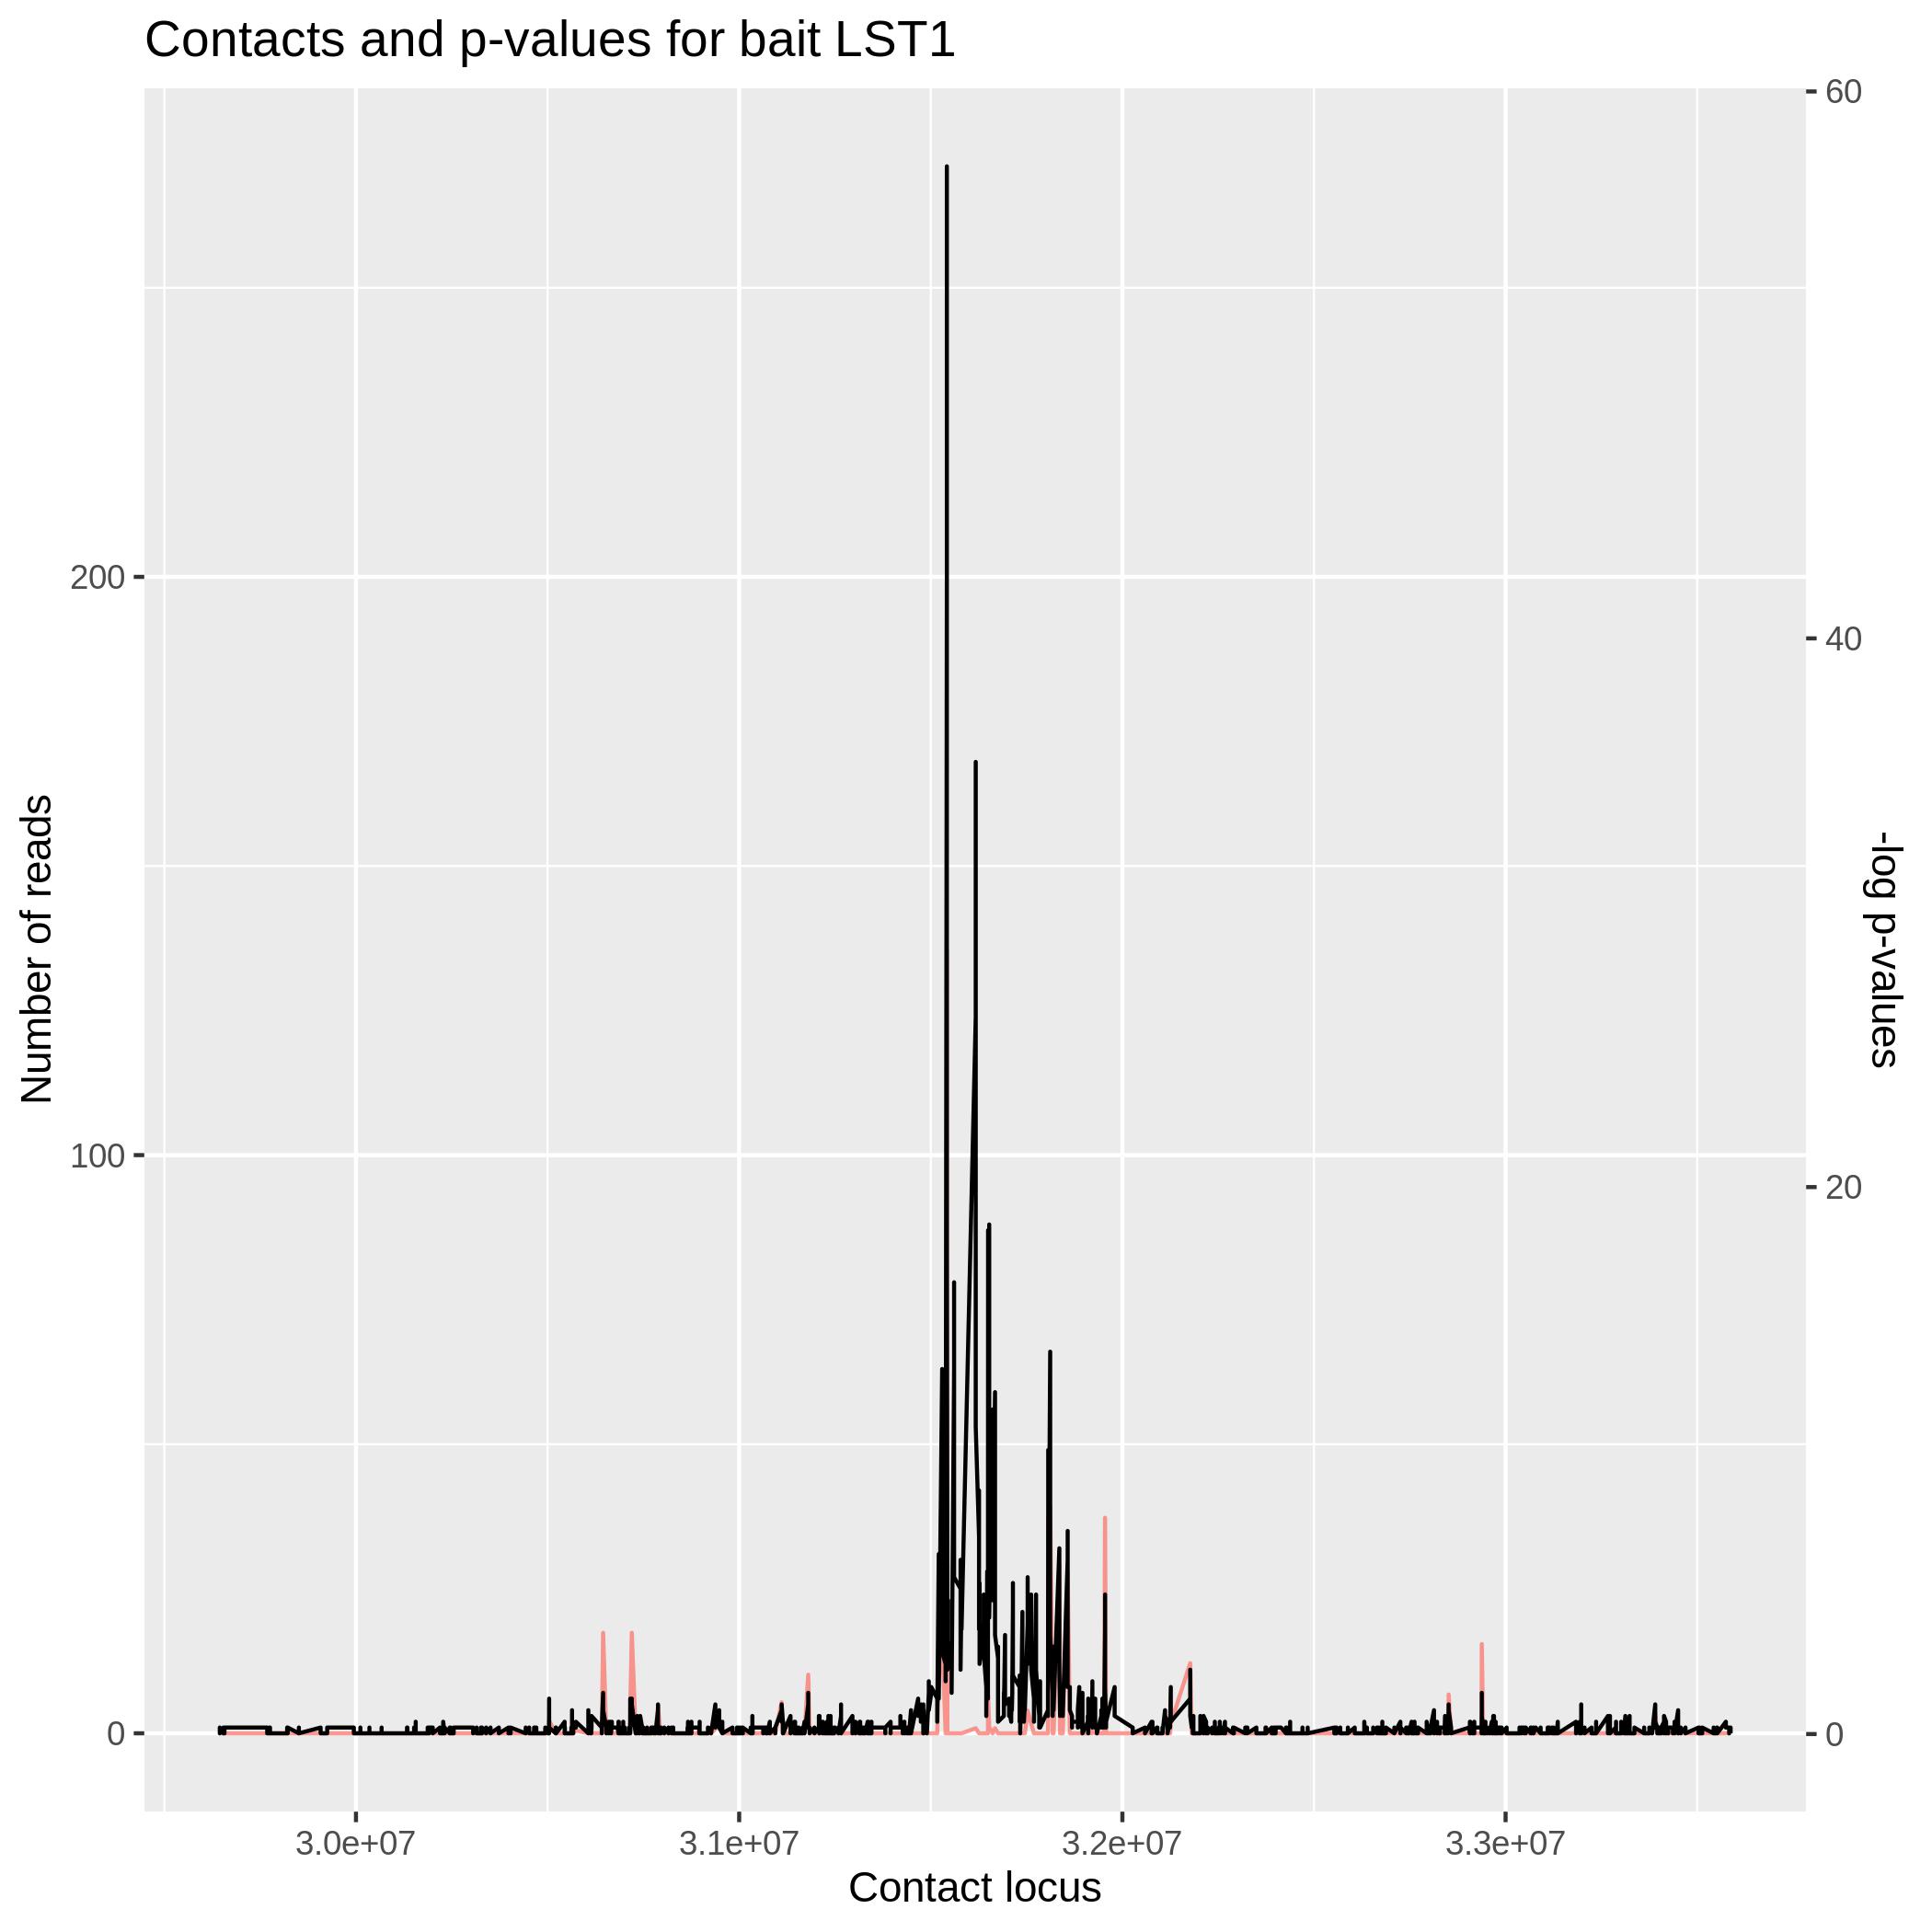 Contacts and p-values for bait LST1
60
200
40
Number of reads
-log p-values
100
20
0
0
3.0e+07
3.1e+07
3.2e+07
3.3e+07
Contact locus